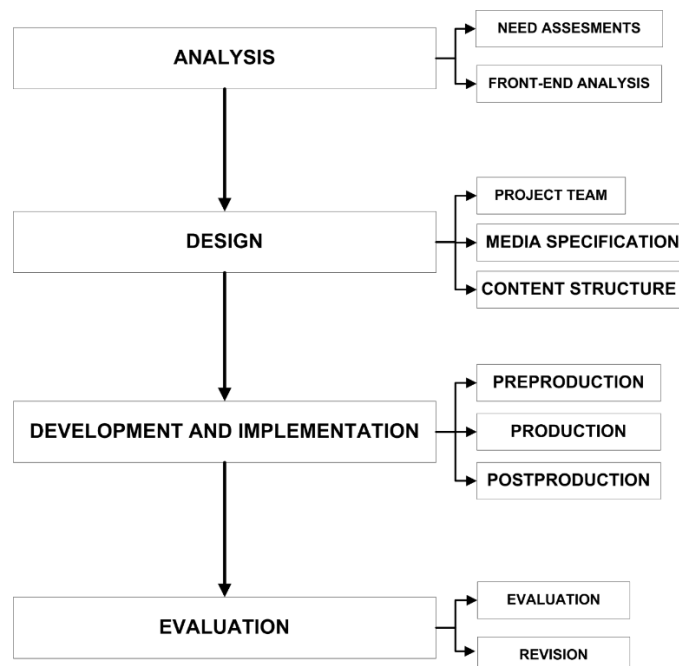 ANALYSIS
NEED ASSESMENTS
FRONT-END ANALYSIS
DESIGN
PROJECT TEAM
MEDIA SPECIFICATION
CONTENT STRUCTURE
DEVELOPMENT AND IMPLEMENTATION
PREPRODUCTION
PRODUCTION
POSTPRODUCTION
EVALUATION
EVALUATION
REVISION